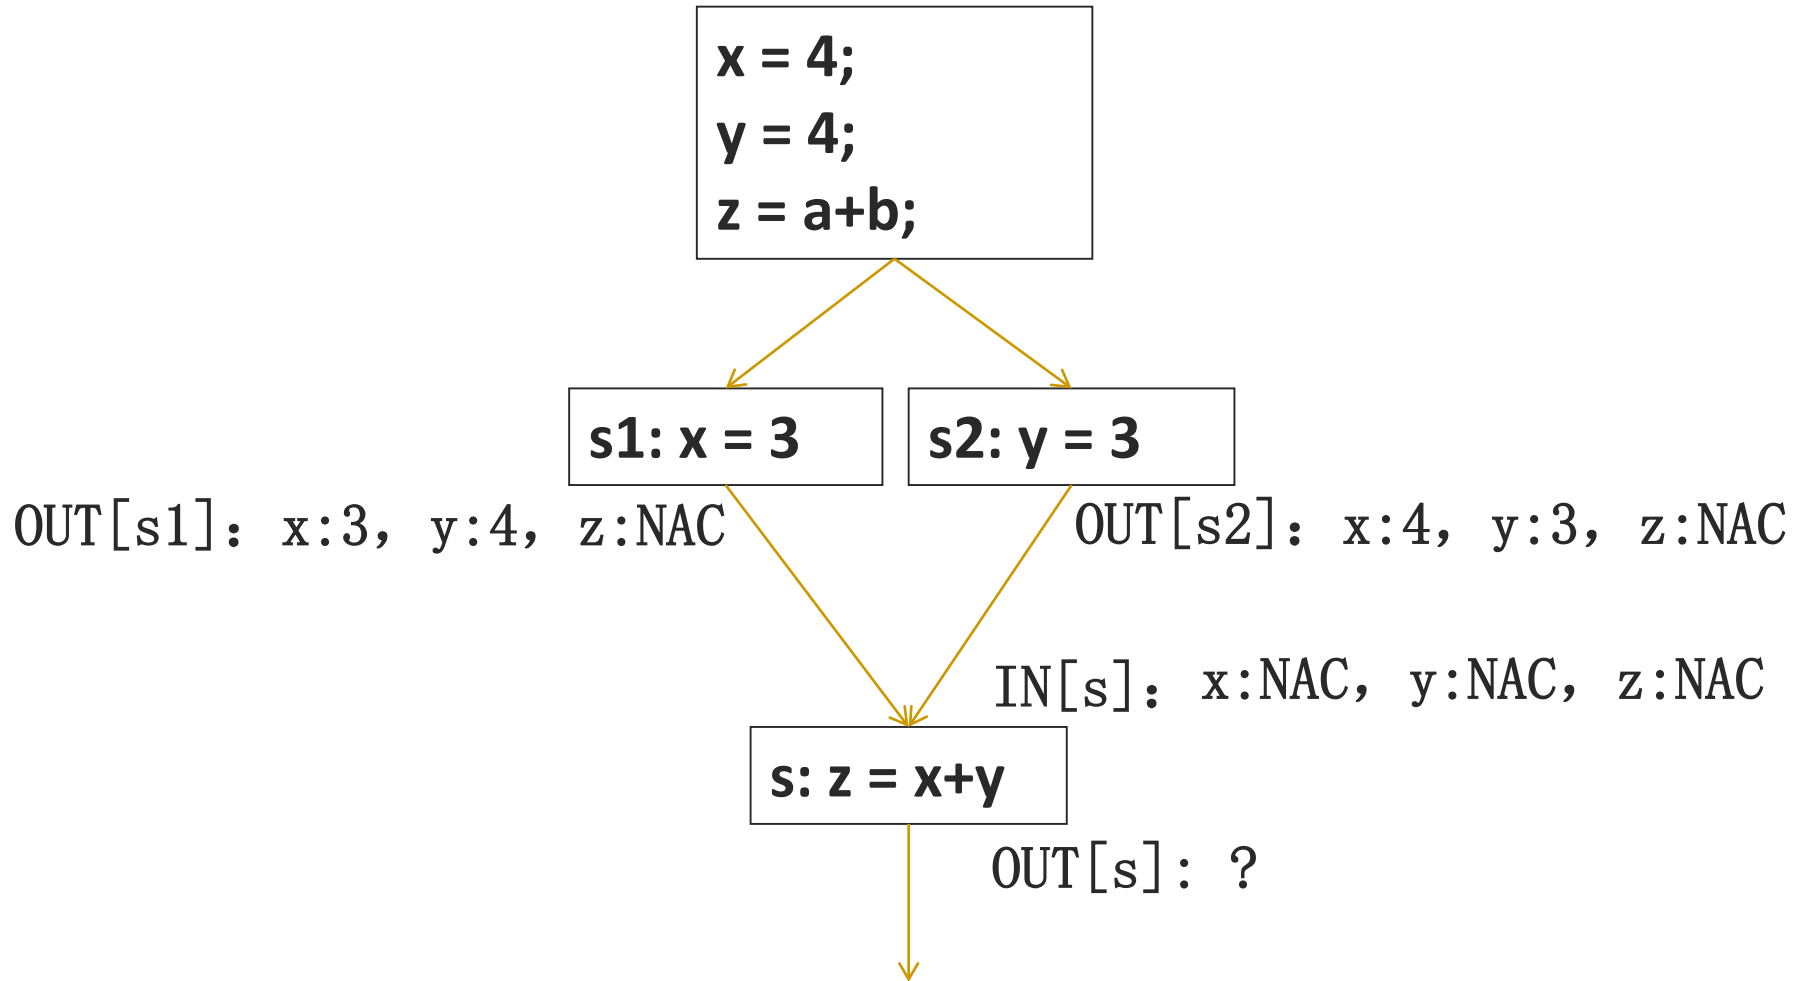 x = 4;
y = 4;
z = a+b;
s1: x = 3
s2: y = 3
OUT[s1]: x:3, y:4, z:NAC
OUT[s2]: x:4, y:3, z:NAC
IN[s]: x:NAC, y:NAC, z:NAC
s: z = x+y
OUT[s]: ?